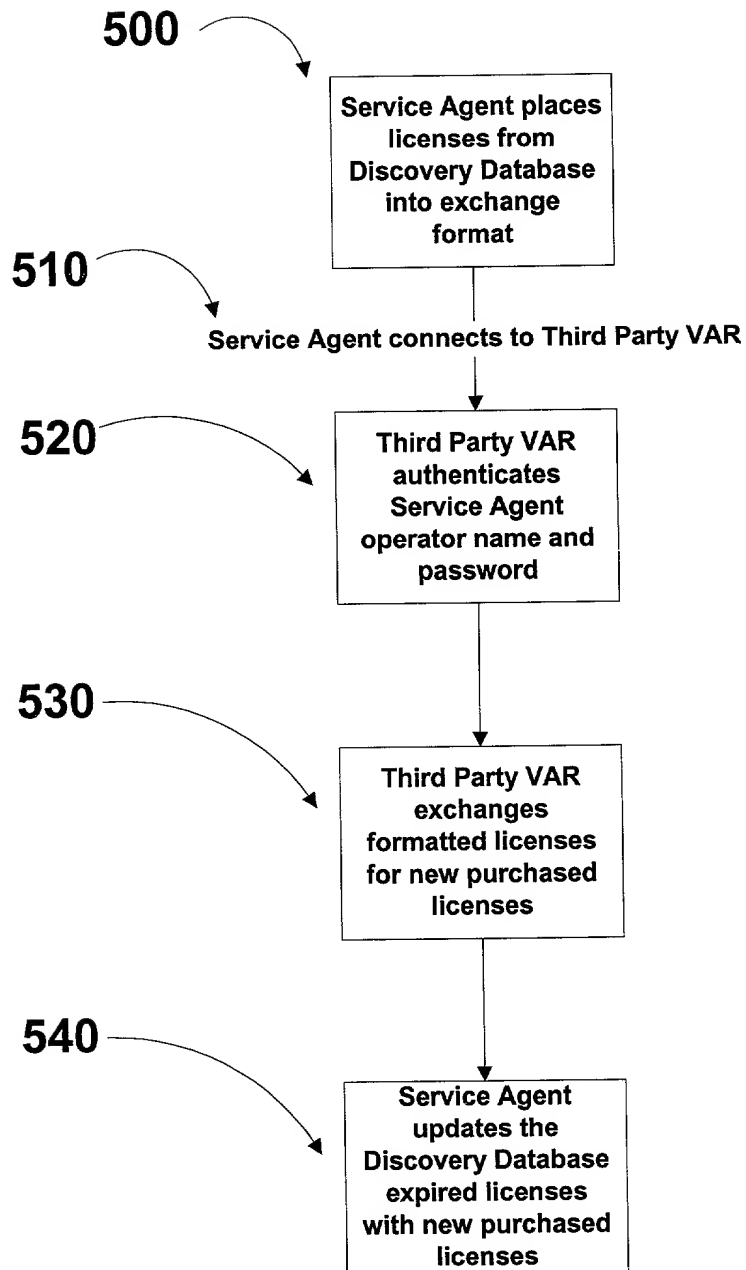 500
Service Agent places
licenses from
Discovery Database
into exchange
format
510
Service Agent connects to Third Party VAR
520
Third Party VAR
authenticates
Service Agent
operator name and
password
530
Third Party VAR
exchanges
formatted licenses
for new purchased
licenses
540
Service Agent
updates the
Discovery Database
expired licenses
with new purchased
licenses